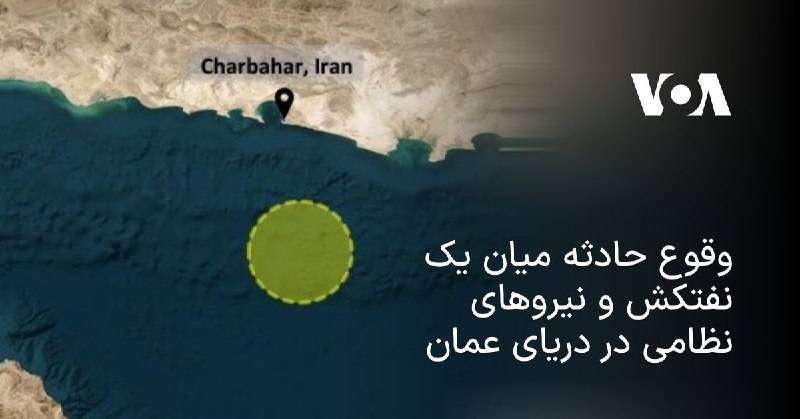 Charbahar, Iran
VOA
وقوع حادثه میان یک
نفتکش و نیروهای
نظامی در دریای عمان